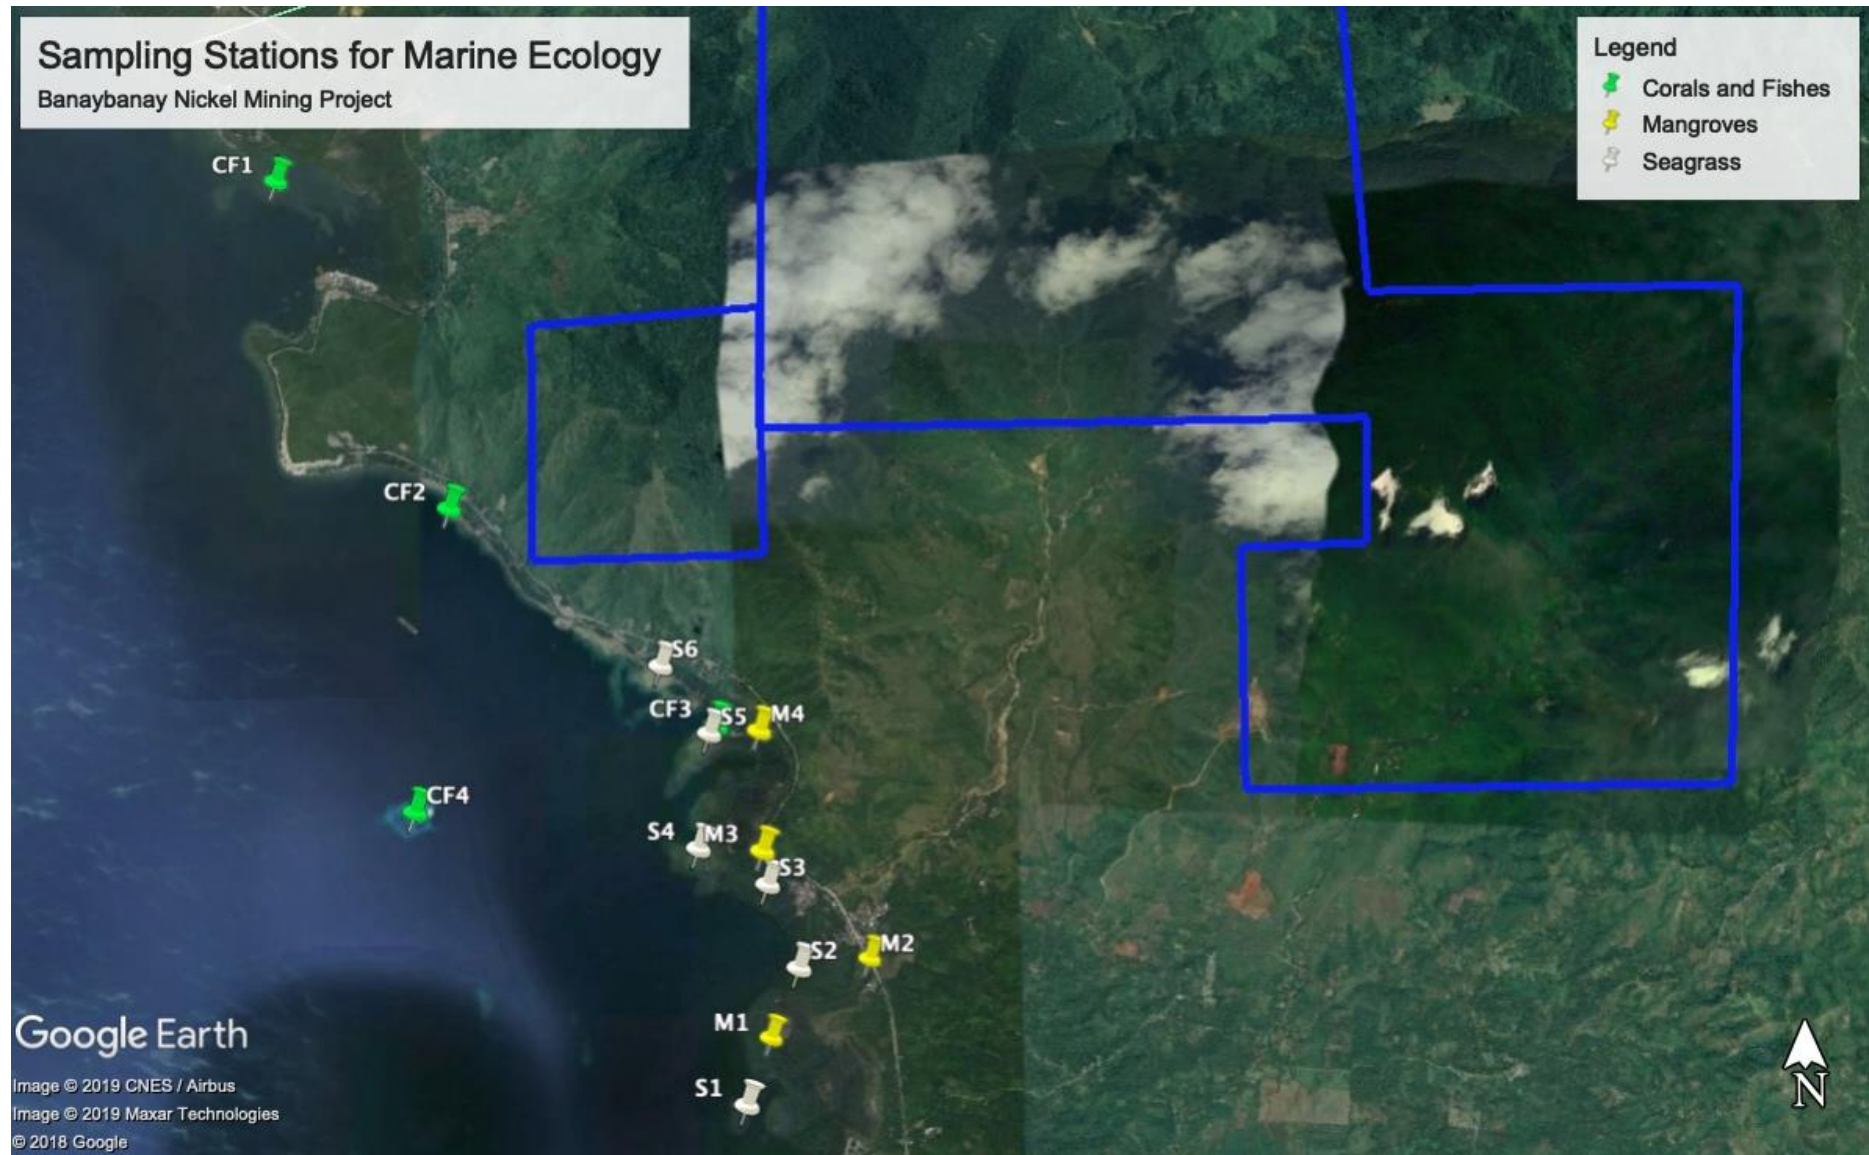 Sampling Stations for Marine Ecology
Banaybanay Nickel Mining Project
Legend
Corals and Fishes
Mangroves
Seagrass
CF1
CF2
S6
CF3
S5
M4
CF4
S4
M3
S3
S2
M2
M1
S1
Google Earth
Image © 2019 CNES / Airbus
Image © 2019 Maxar Technologies
© 2018 Google
N